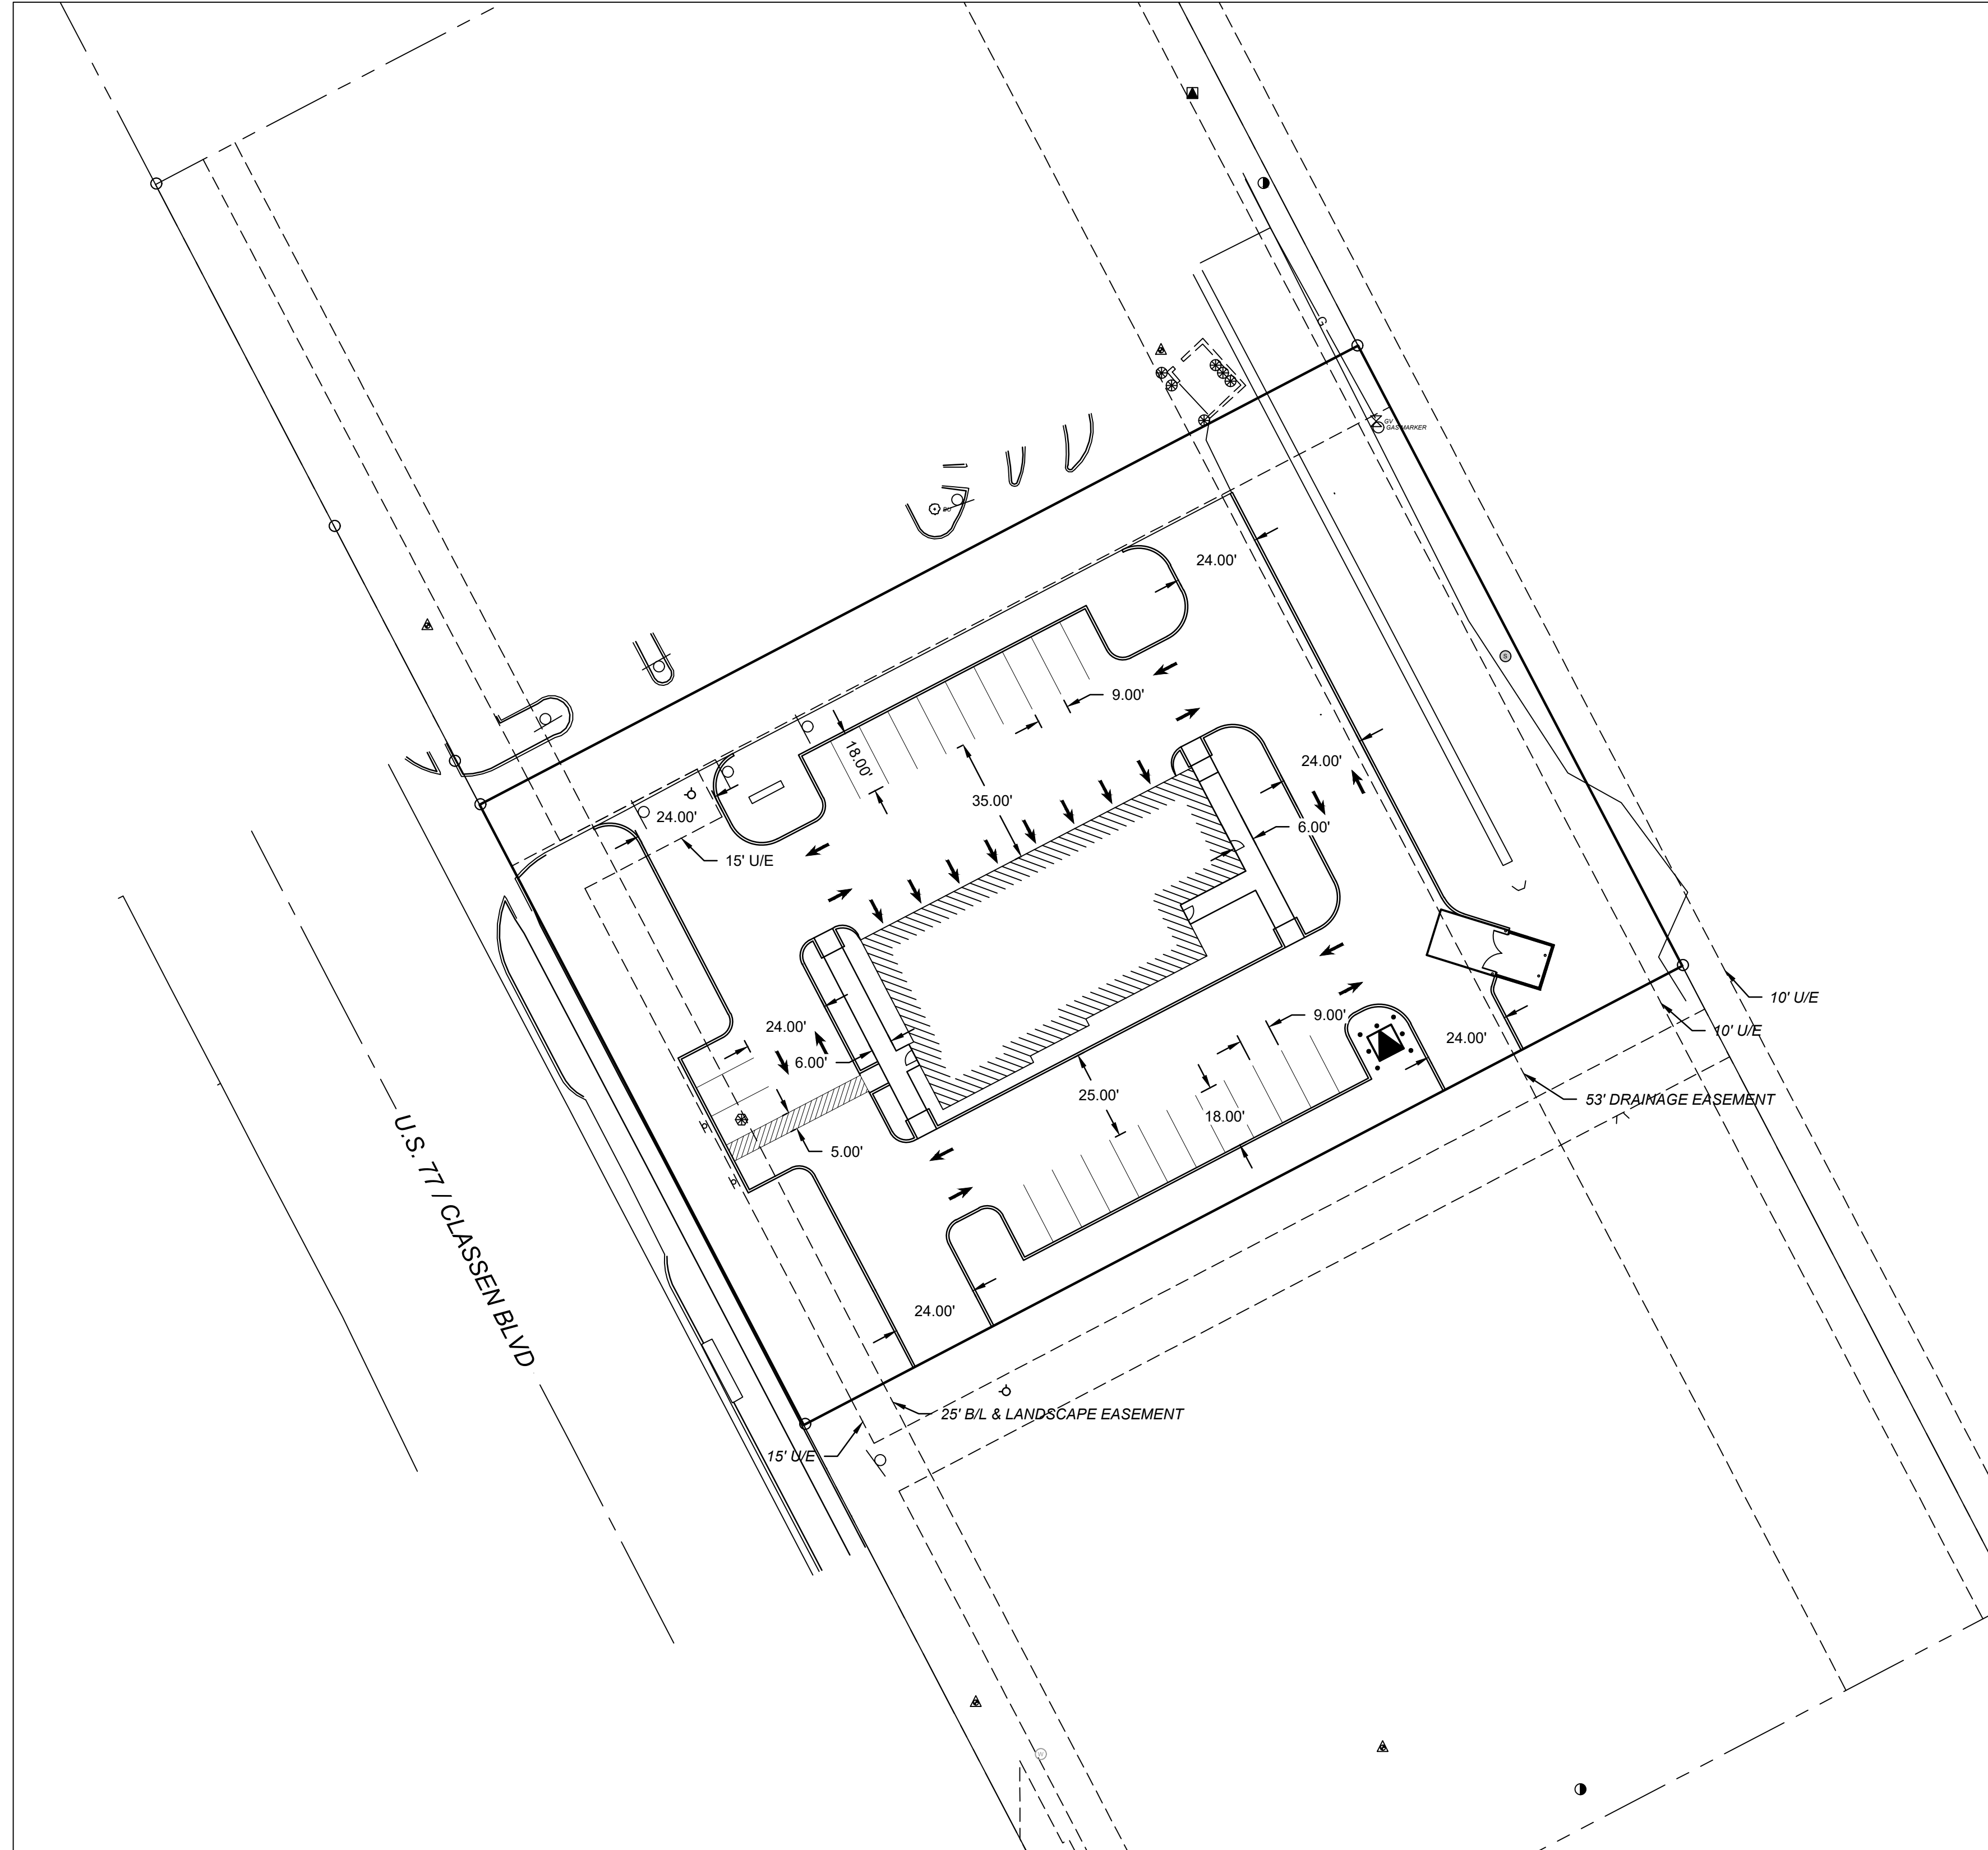 G
GV
GAS MARKER
BU
24.00'
9.00'
18.00'
24.00'
35.00'
24.00'
6.00'
15' U/E
S
24.00'
6.00'
10' U/E
9.00'
10' U/E
24.00'
25.00'
53' DRAINAGE EASEMENT
18.00'
5.00'
U.S. 77 / CLASSEN BLVD
24.00'
25' B/L & LANDSCAPE EASEMENT
15' U/E
W